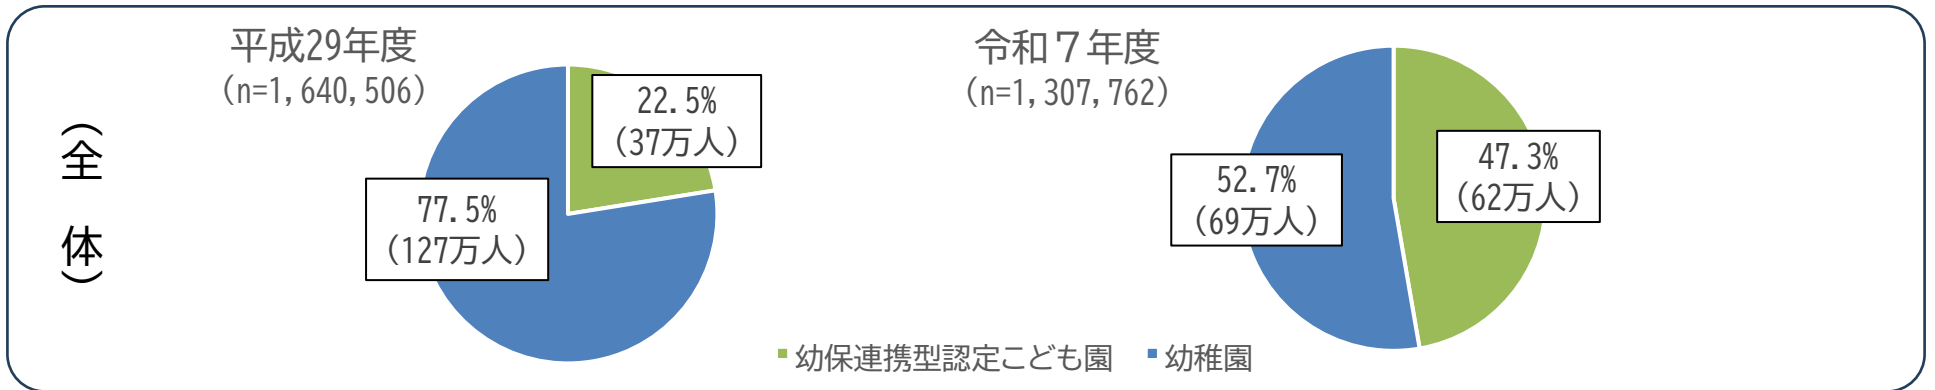 （全　体）
平成29年度
(n=1,640,506)
22.5%
(37万人)
77.5%
(127万人)
令和７年度
(n=1,307,762)
52.7%
(69万人)
47.3%
(62万人)
幼保連携型認定こども園　幼稚園